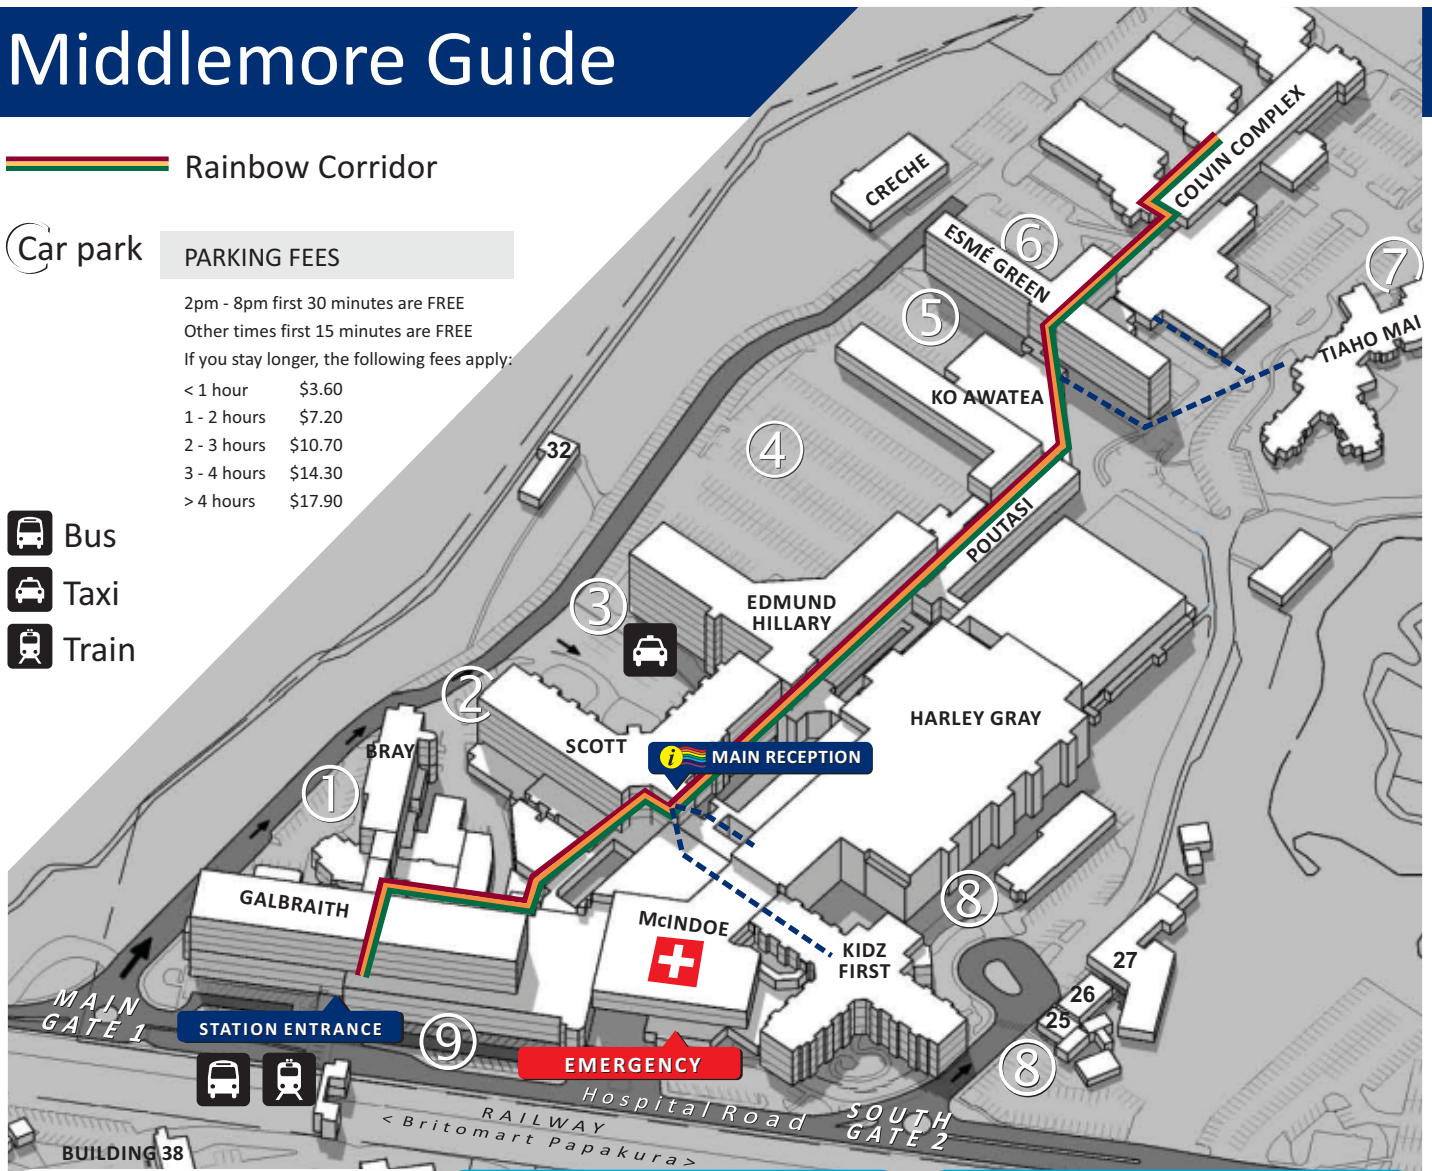 Middlemore Guide
Rainbow Corridor
Car park
PARKING FEES
2pm - 8pm first 30 minutes are FREE
Other times first 15 minutes are FREE
If you stay longer, the following fees apply:
< 1 hour $3.60
1 - 2 hours $7.20
2 - 3 hours $10.70
3 - 4 hours $14.30
> 4 hours $17.90
Bus
Taxi
Train
COLVIN COMPLEX
CRECHE
ESMÉ GREEN
6
7
5
TIAHO MAI
KO AWATEA
4
32
POUTASI
3
EDMUND
HILLARY
2
HARLEY GRAY
SCOTT
BRAY
i MAIN RECEPTION
1
8
GALBRAITH
McINDOE
KIDZ
FIRST
27
26
25
MAIN
GATE 1
STATION ENTRANCE
9
EMERGENCY
8
Hospital Road
SOUTH
GATE 2
RAILWAY
< Britomart Papakura >
BUILDING 38